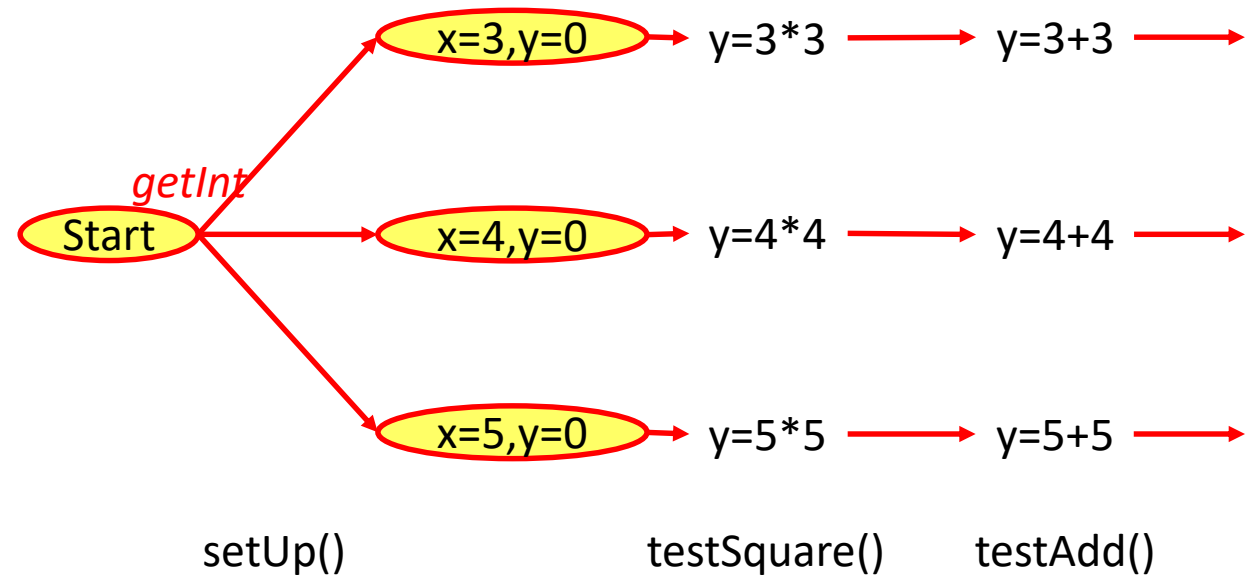 x=3,y=0 y=3*3 y=3+3
getInt
Start x=4,y=0 y=4*4 y=4+4
x=5,y=0 y=5*5 y=5+5
setUp() testSquare() testAdd()